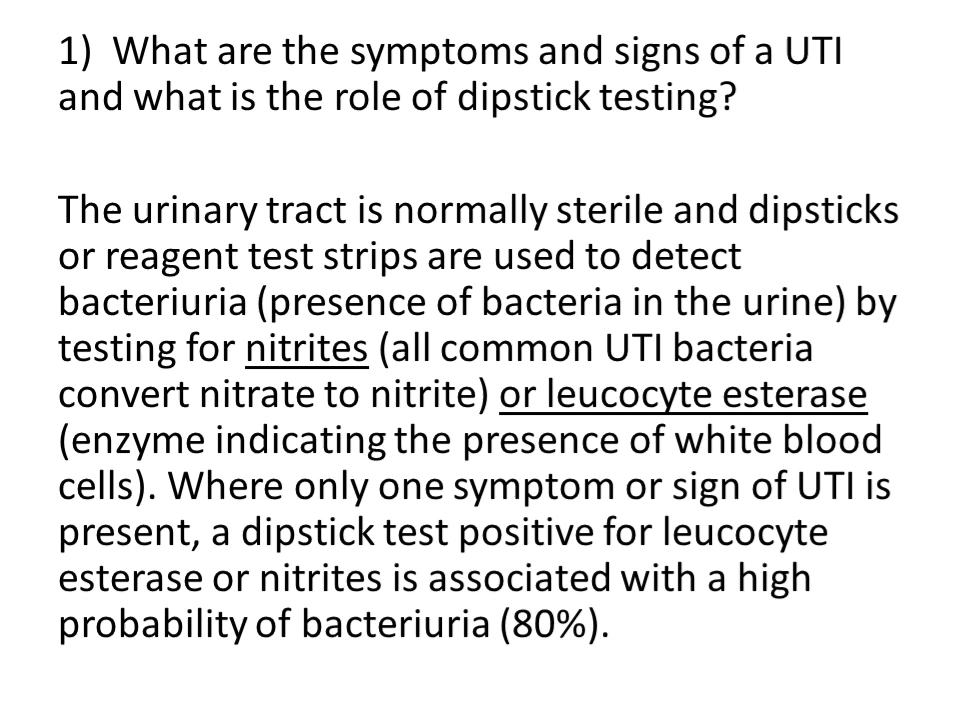 1)  What are the symptoms and signs of a UTI
and what is the role of dipstick testing?
The urinary tract is normally sterile and dipsticks
or reagent test strips are used to detect
bacteriuria (presence of bacteria in the urine) by
testing for nitrites (all common UTI bacteria
convert nitrate to nitrite) or leucocyte esterase
(enzyme indicating the presence of white blood
cells). Where only one symptom or sign of UTI is
present, a dipstick test positive for leucocyte
esterase or nitrites is associated with a high
probability of bacteriuria (80%).